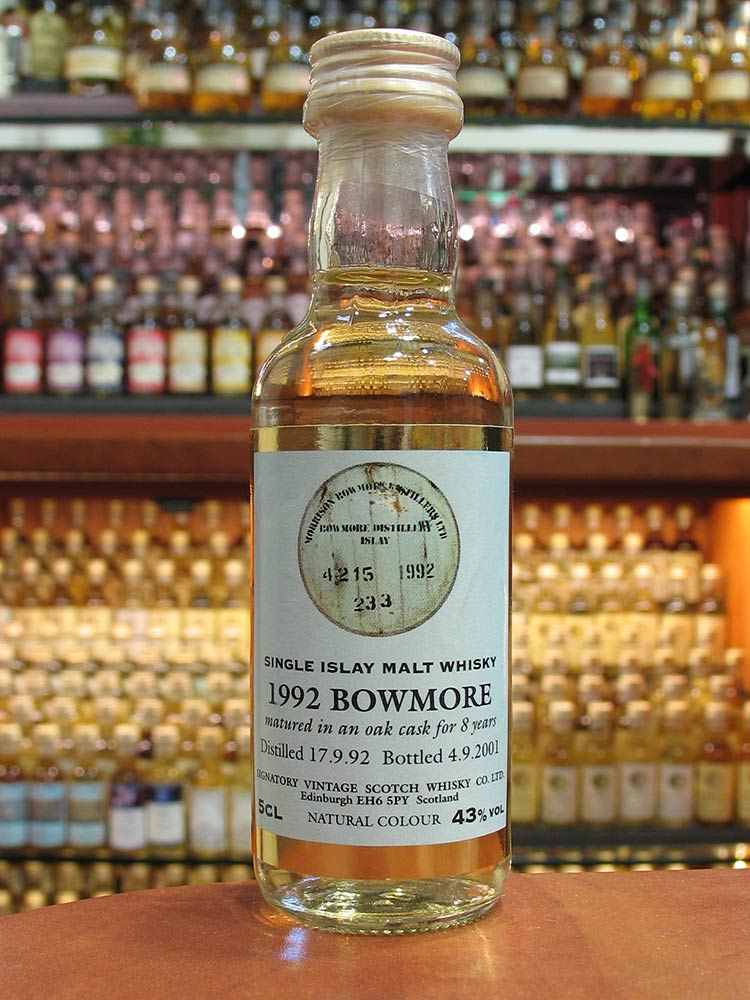 MORRISON BOWMORE DISTILLERS LTD
BOWMORE DISTILLERY
ISLAY
4215 1992
233
SINGLE ISLAY MALT WHISKY
1992 BOWMORE
matured in an oak cask for 8 years
Distilled 17.9.92 Bottled 4.9.2001
SIGNATORY VINTAGE SCOTCH WHISKY CO. LTD.
Edinburgh EH6 5PY Scotland
5CL NATURAL COLOUR 43% VOL